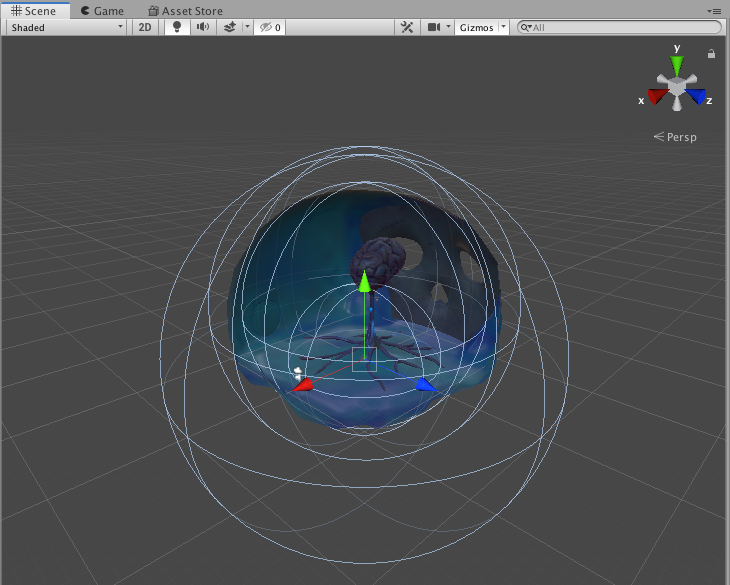 Scene Game Asset Store
Shaded 2D 0 Gizmos All
y
x z
Persp